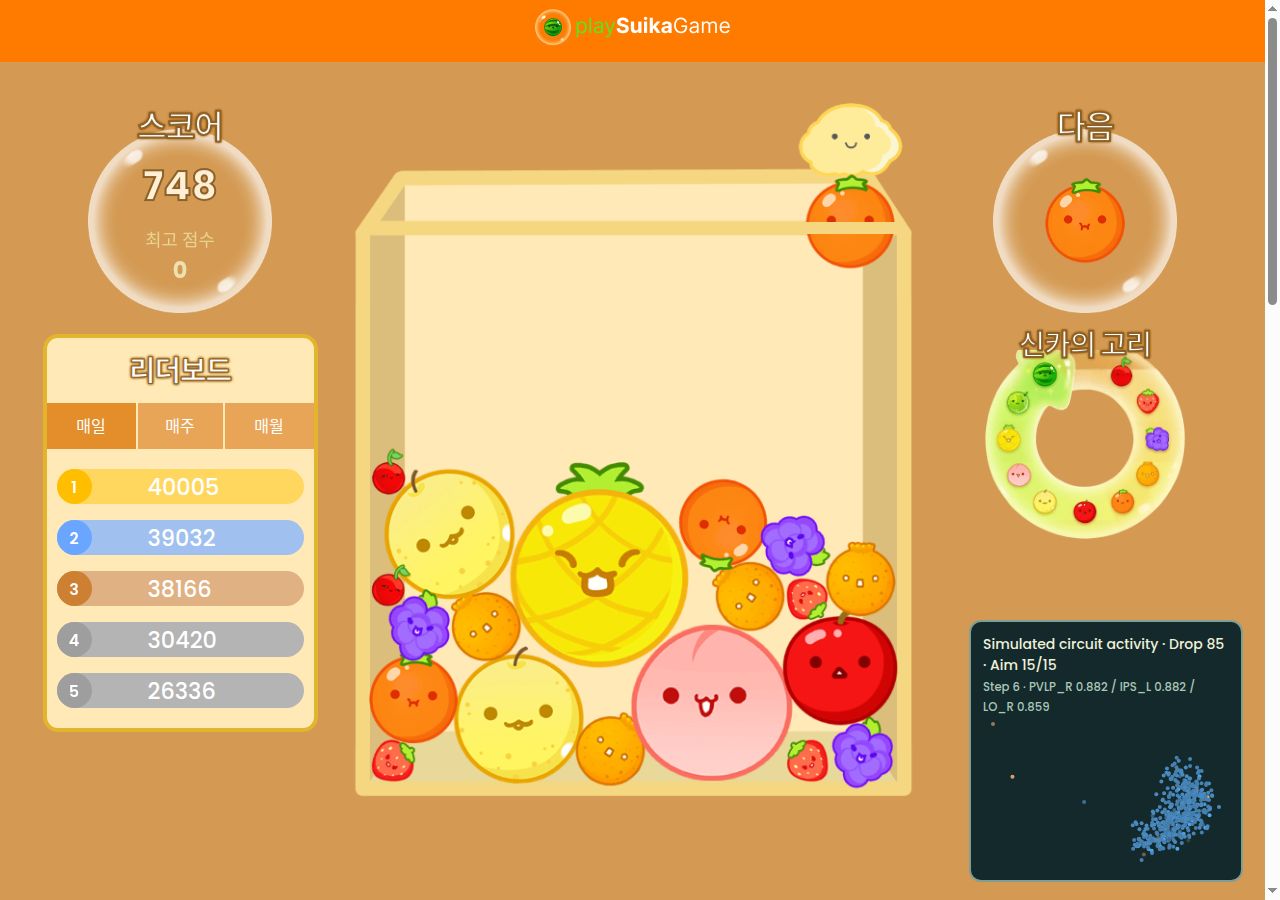 playSuikaGame
스코어
748
최고 점수
0
리더보드
매일 매주 매월
1 40005
2 39032
3 38166
4 30420
5 26336
다음
신카의 고리
Simulated circuit activity · Drop 85
· Aim 15/15
Step 6 · PVLP_R 0.882 / IPS_L 0.882 /
LO_R 0.859